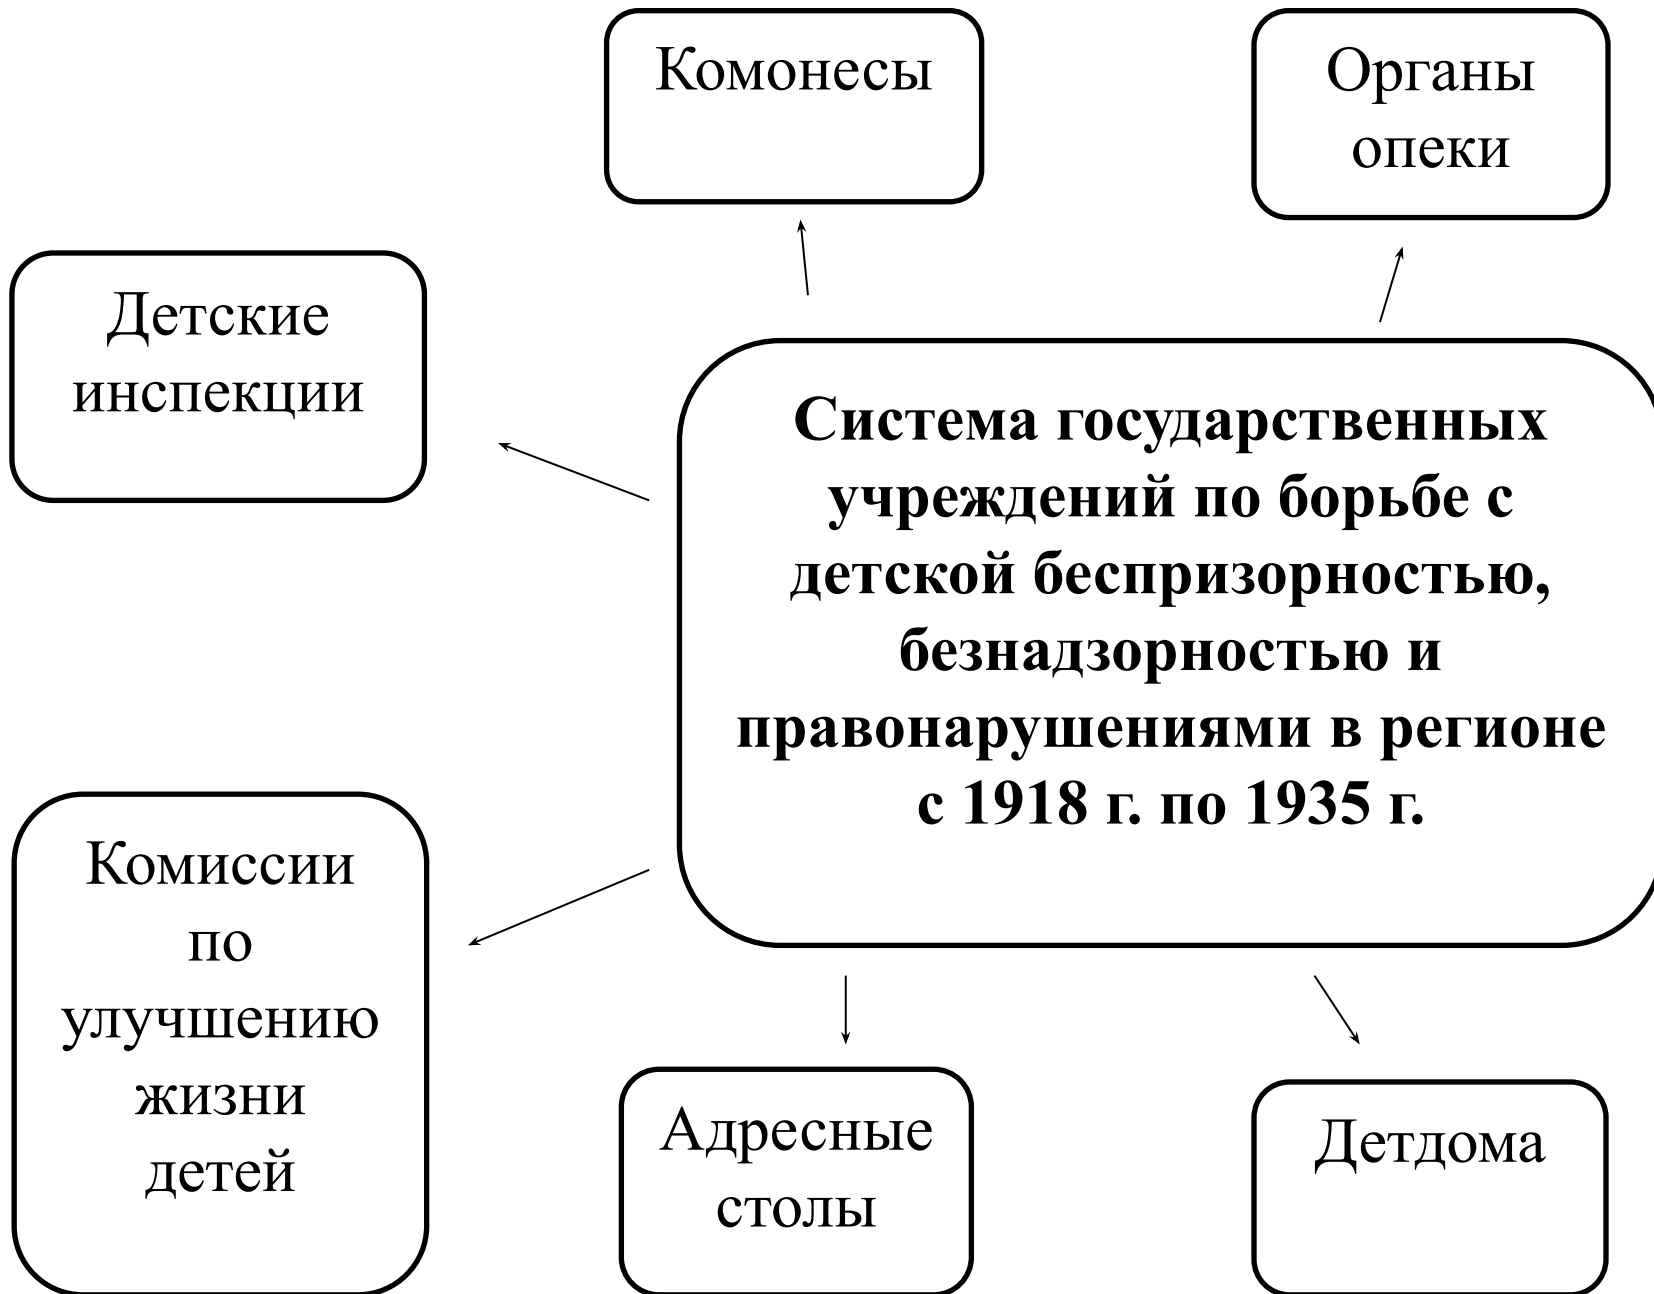 Комонесы
Органы
опеки
Детские
инспекции
Система государственных
учреждений по борьбе с
детской беспризорностью,
безнадзорностью и
правонарушениями в регионе
с 1918 г. по 1935 г.
Комиссии
по
улучшению
жизни
детей
Адресные
столы
Детдома